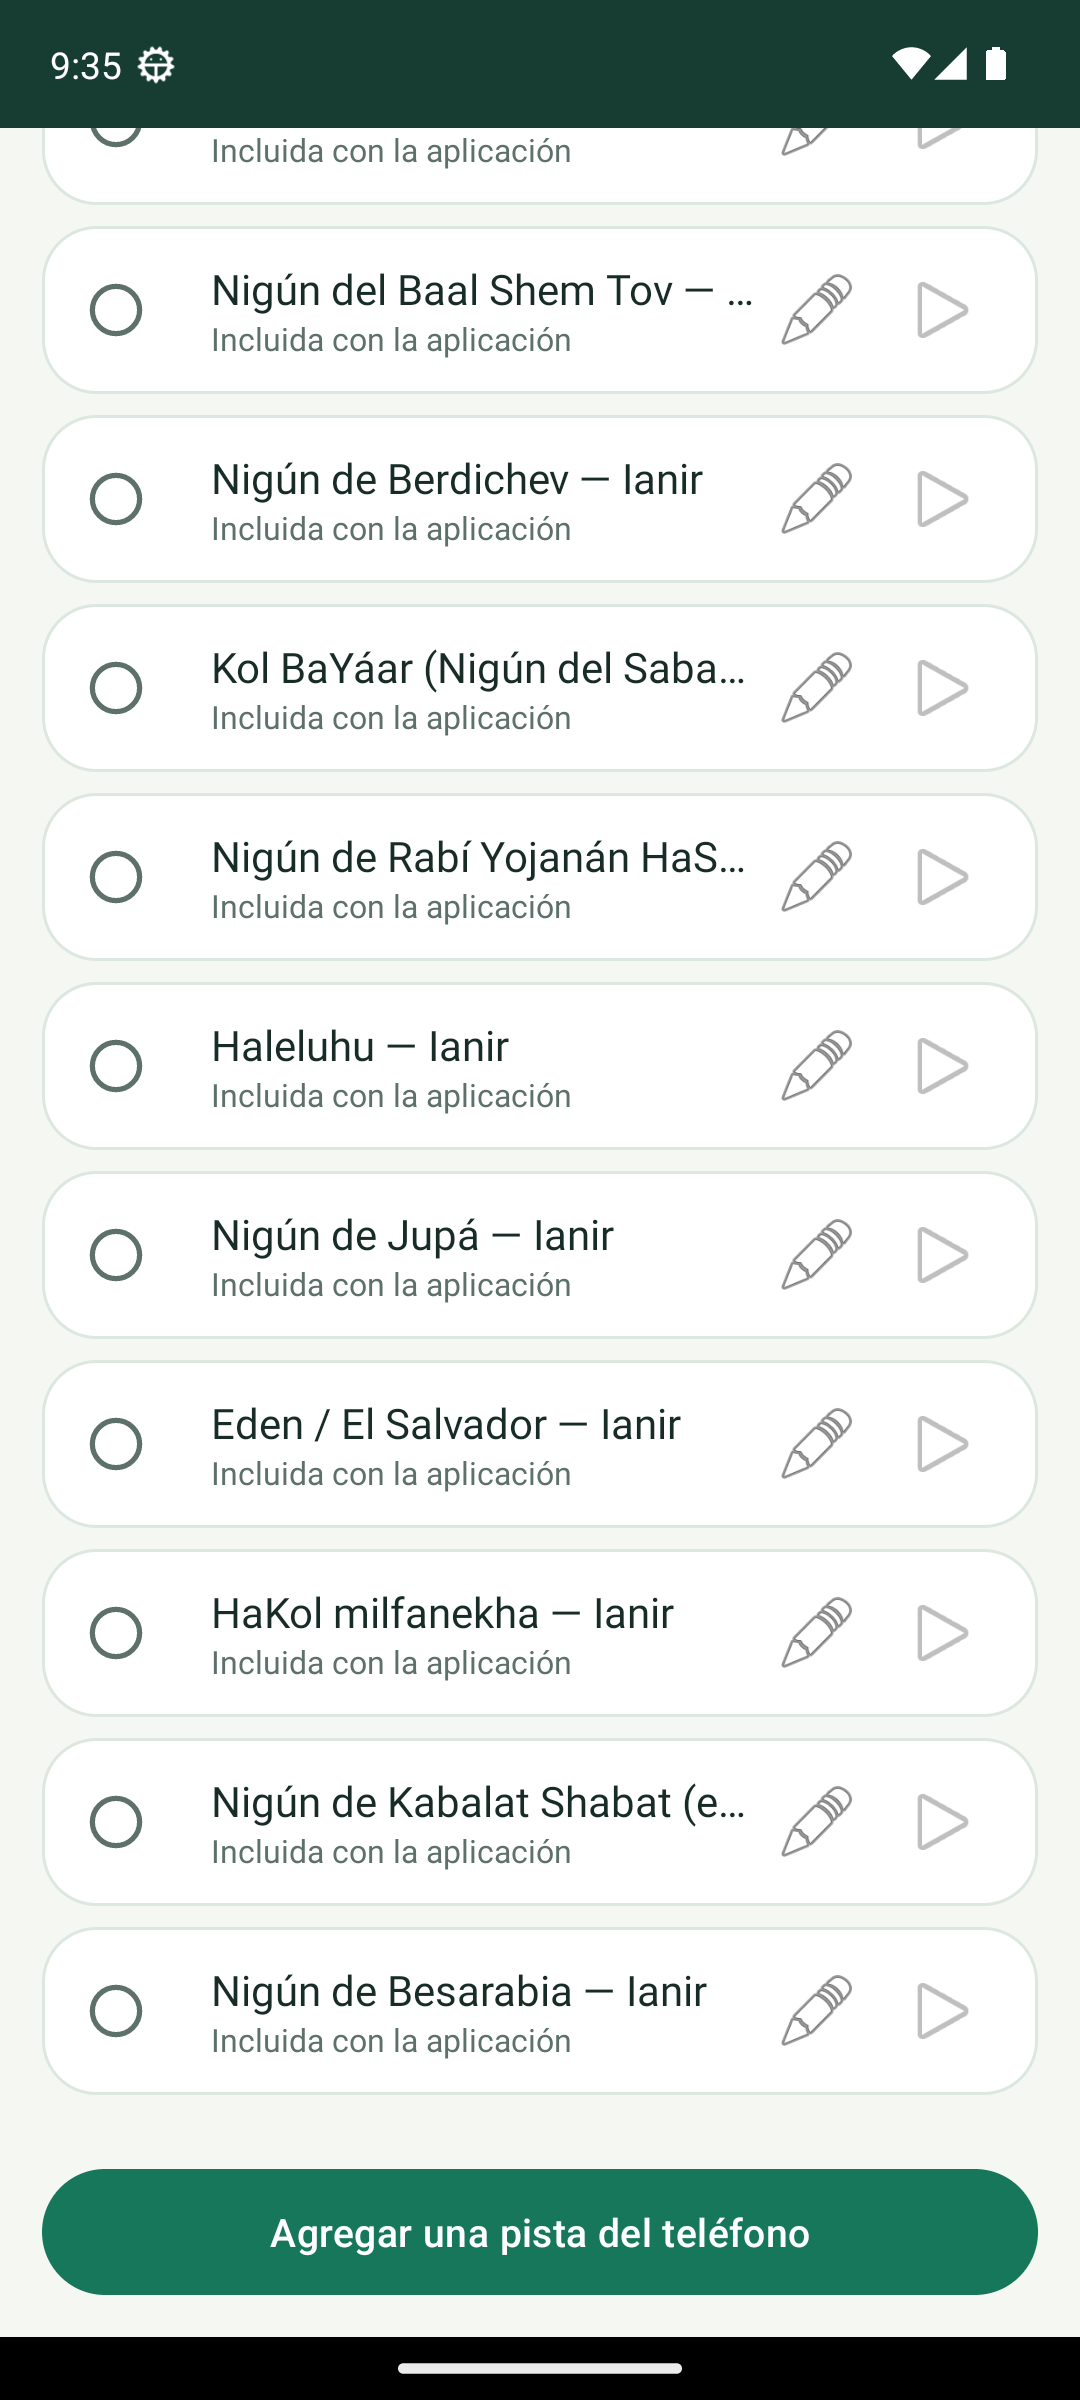 9:35
Incluida con la aplicación
Nigún del Baal Shem Tov — ...
Incluida con la aplicación
Nigún de Berdichev — Ianir
Incluida con la aplicación
Kol BaYáar (Nigún del Saba...
Incluida con la aplicación
Nigún de Rabí Yojanán HaS...
Incluida con la aplicación
Haleluhu — Ianir
Incluida con la aplicación
Nigún de Jupá — Ianir
Incluida con la aplicación
Eden / El Salvador — Ianir
Incluida con la aplicación
HaKol milfanekha — Ianir
Incluida con la aplicación
Nigún de Kabalat Shabat (e...
Incluida con la aplicación
Nigún de Besarabia — Ianir
Incluida con la aplicación
Agregar una pista del teléfono